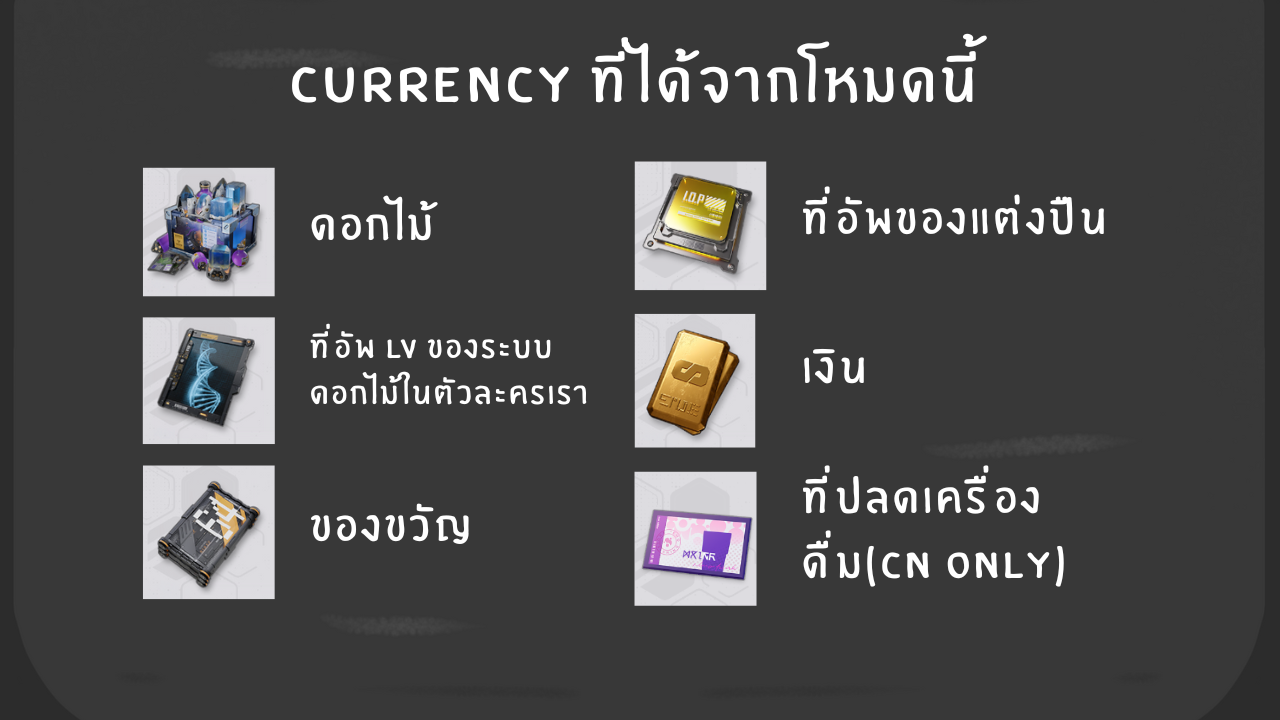 CURRENCY ที่ได้จากโหมดนี้
ดอกไม้
ที่อัพ LV ของระบบ
ดอกไม้ในตัวละครเรา
ของขวัญ
I.O.P
ที่อัพของแต่งปืน
เงิน
ที่ปลดเครื่อง
ดื่ม(CN ONLY)